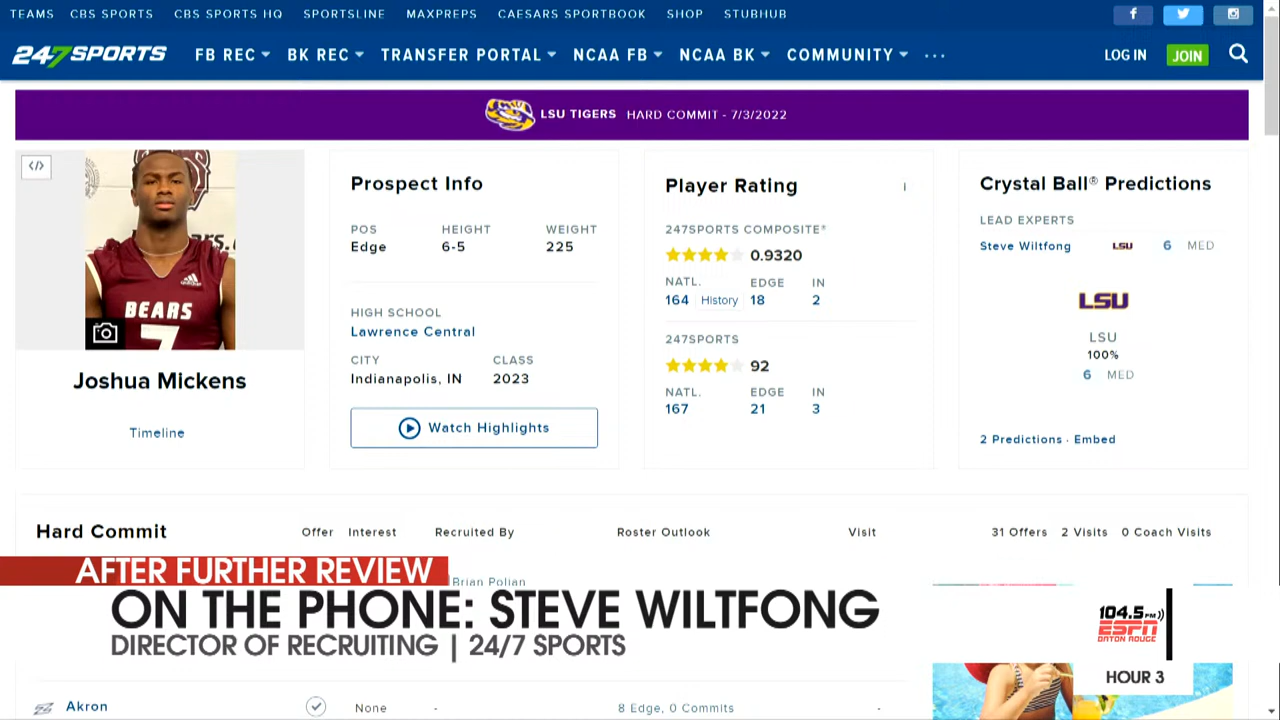 TEAMS CBS SPORTS CBS SPORTS HQ SPORTSLINE MAXPREPS CAESARS SPORTBOOK SHOP STUBHUB
247SPORTS FB REC BK REC TRANSFER PORTAL NCAA FB NCAA BK COMMUNITY ... LOG IN JOIN
LSU TIGERS HARD COMMIT - 7/3/2022
BEARS
7
Joshua Mickens
Timeline
Prospect Info
POS HEIGHT WEIGHT
Edge 6-5 225
HIGH SCHOOL
Lawrence Central
CITY CLASS
Indianapolis, IN 2023
Watch Highlights
Player Rating
247SPORTS COMPOSITE®
0.9320
NATL. EDGE IN
164 History 18 2
247SPORTS
92
NATL. EDGE IN
167 21 3
Crystal Ball® Predictions
LEAD EXPERTS
Steve Wiltfong LSU 6 MED
LSU
LSU
100%
6 MED
2 Predictions · Embed
Hard Commit Offer Interest Recruited By Roster Outlook Visit 31 Offers 2 Visits 0 Coach Visits
Brian Polian
AFTER FURTHER REVIEW
ON THE PHONE: STEVE WILTFONG
DIRECTOR OF RECRUITING | 24/7 SPORTS
104.5 FM
ESPN
BATON ROUGE
HOUR 3
Akron None - 8 Edge, 0 Commits -